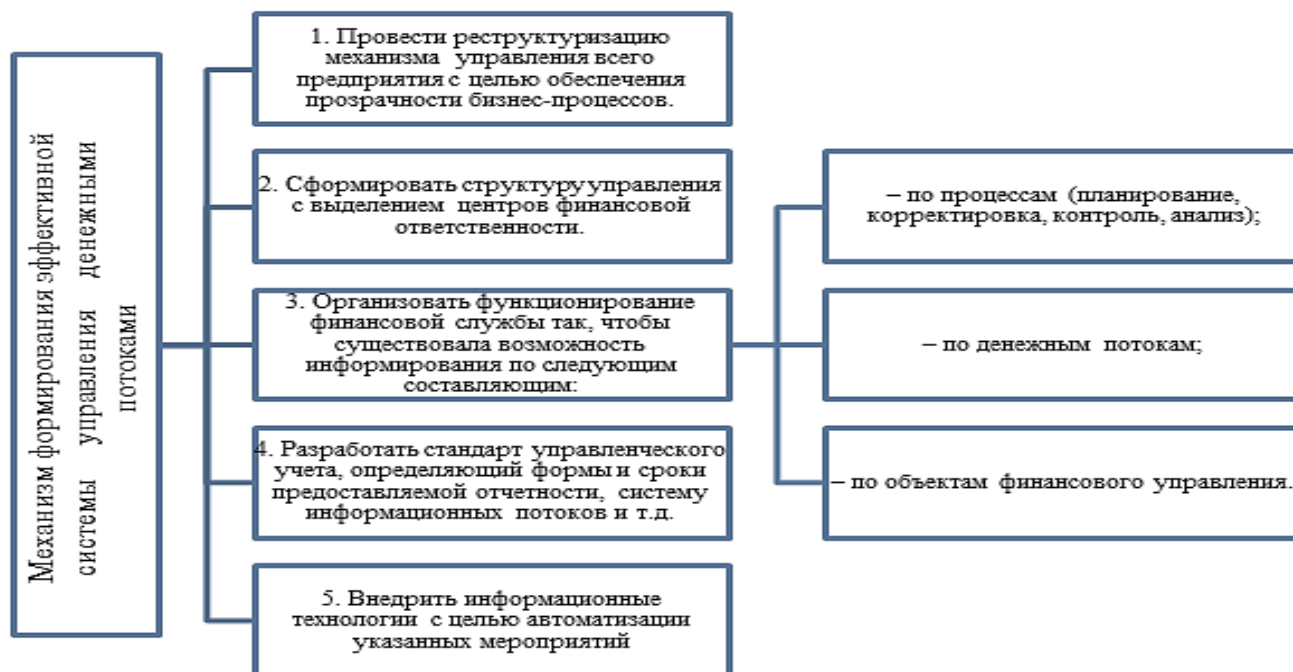 Механизм формирования эффективной
системы управления денежными
потоками
1. Провести реструктуризацию
механизма управления всего
предприятия с целью обеспечения
прозрачности бизнес-процессов.
2. Сформировать структуру управления
с выделением центров финансовой
ответственности.
3. Организовать функционирование
финансовой службы так, чтобы
существовала возможность
информирования по следующим
составляющим:
– по процессам (планирование,
корректировка, контроль, анализ);
– по денежным потокам;
– по объектам финансового управления.
4. Разработать стандарт управленческого
учета, определяющий формы и сроки
предоставляемой отчетности, систему
информационных потоков и т.д.
5. Внедрить информационные
технологии с целью автоматизации
указанных мероприятий